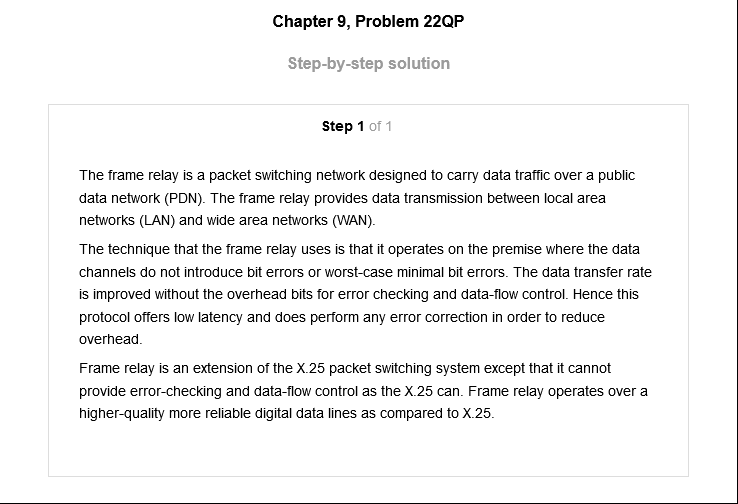 Chapter 9, Problem 22QP
Step-by-step solution
Step 1 of 1
The frame relay is a packet switching network designed to carry data traffic over a public
data network (PDN). The frame relay provides data transmission between local area
networks (LAN) and wide area networks (WAN).
The technique that the frame relay uses is that it operates on the premise where the data
channels do not introduce bit errors or worst-case minimal bit errors. The data transfer rate
is improved without the overhead bits for error checking and data-flow control. Hence this
protocol offers low latency and does perform any error correction in order to reduce
overhead.
Frame relay is an extension of the X.25 packet switching system except that it cannot
provide error-checking and data-flow control as the X.25 can. Frame relay operates over a
higher-quality more reliable digital data lines as compared to X.25.